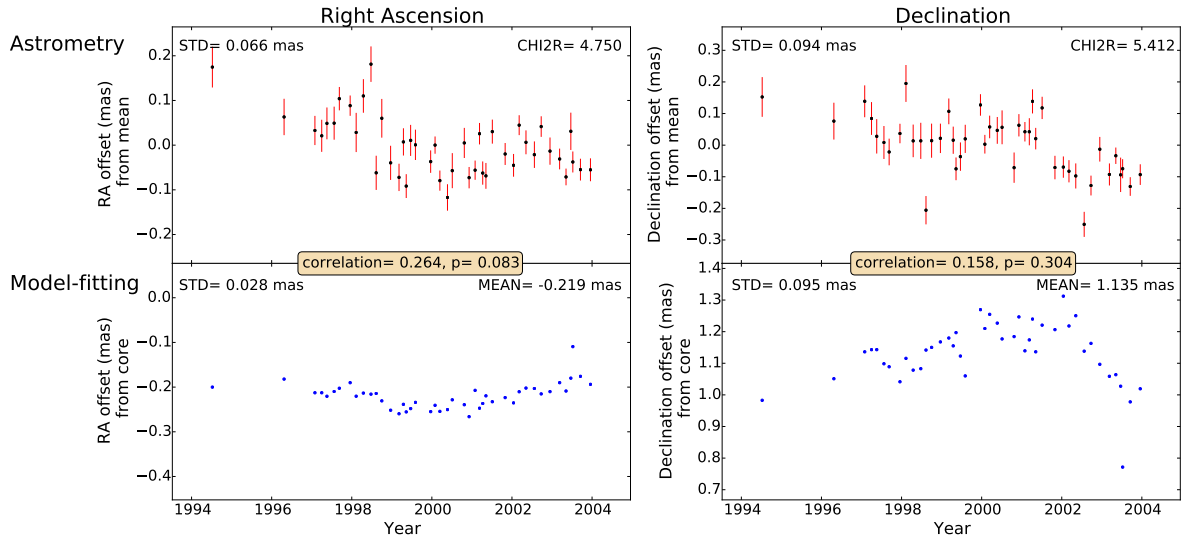 Right Ascension
Declination
Astrometry
STD= 0.066 mas
CHI2R= 4.750
0.2
0.1
0.0
−0.1
−0.2
RA offset (mas)
from mean
STD= 0.094 mas
CHI2R= 5.412
0.3
0.2
0.1
0.0
−0.1
−0.2
−0.3
Declination offset (mas)
from mean
correlation= 0.264, p= 0.083
correlation= 0.158, p= 0.304
Model-fitting
STD= 0.028 mas
MEAN= -0.219 mas
0.0
−0.1
−0.2
−0.3
−0.4
RA offset (mas)
from core
1994
1996
1998
2000
2002
2004
Year
STD= 0.095 mas
MEAN= 1.135 mas
1.4
1.3
1.2
1.1
1.0
0.9
0.8
0.7
Declination offset (mas)
from core
1994
1996
1998
2000
2002
2004
Year